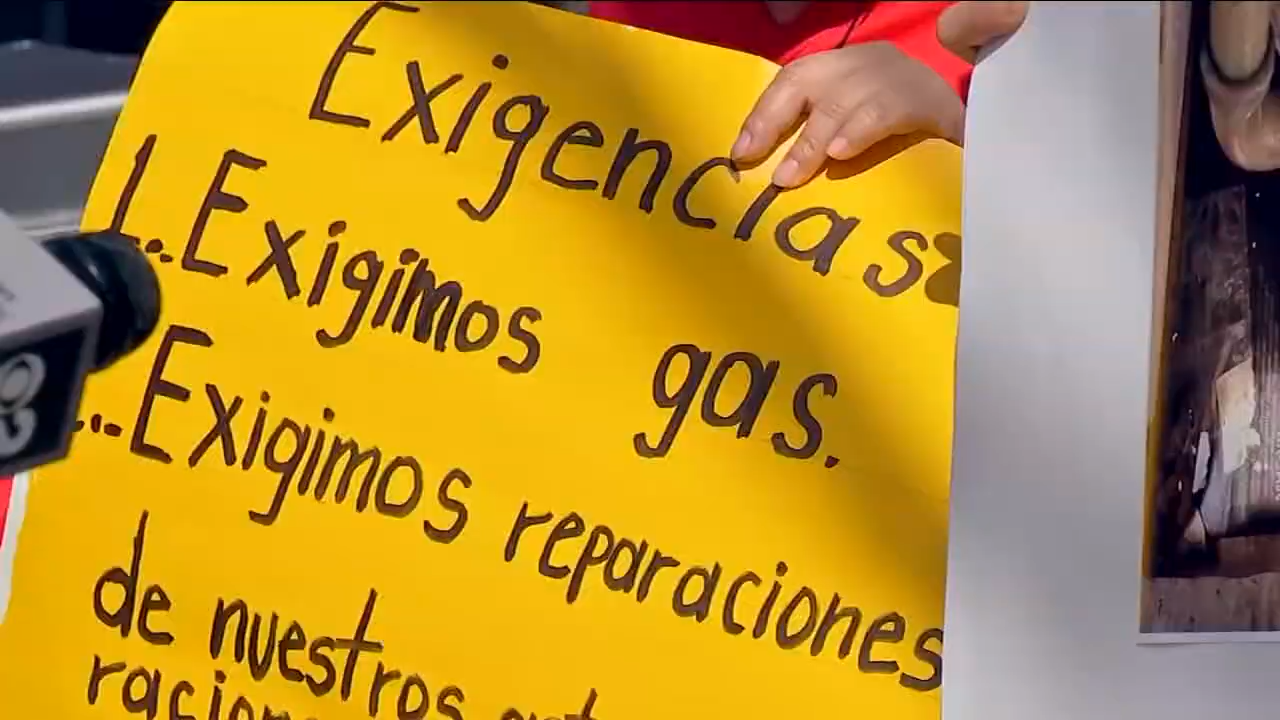 Exigencias:
1..Exigimos gas.
...Exigimos reparaciones
de nuestros